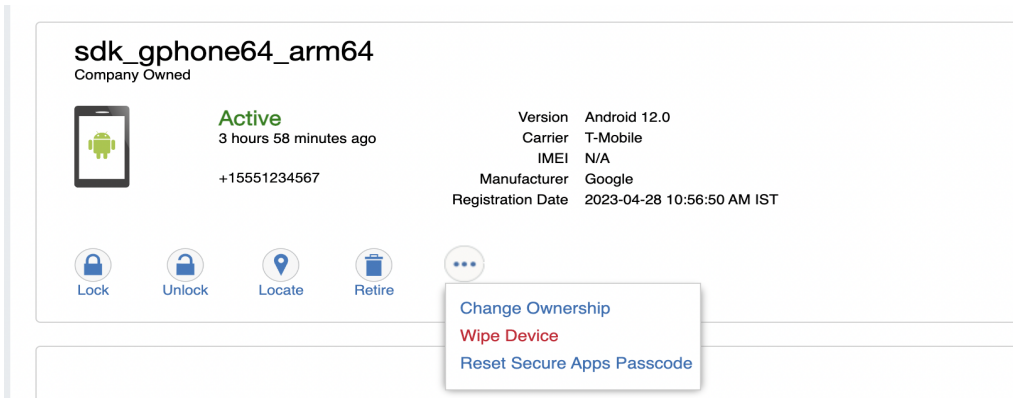 sdk_gphone64_arm64
Company Owned
Active
3 hours 58 minutes ago
+15551234567
Version Android 12.0
Carrier T-Mobile
IMEI N/A
Manufacturer Google
Registration Date 2023-04-28 10:56:50 AM IST
Lock Unlock Locate Retire
Change Ownership
Wipe Device
Reset Secure Apps Passcode